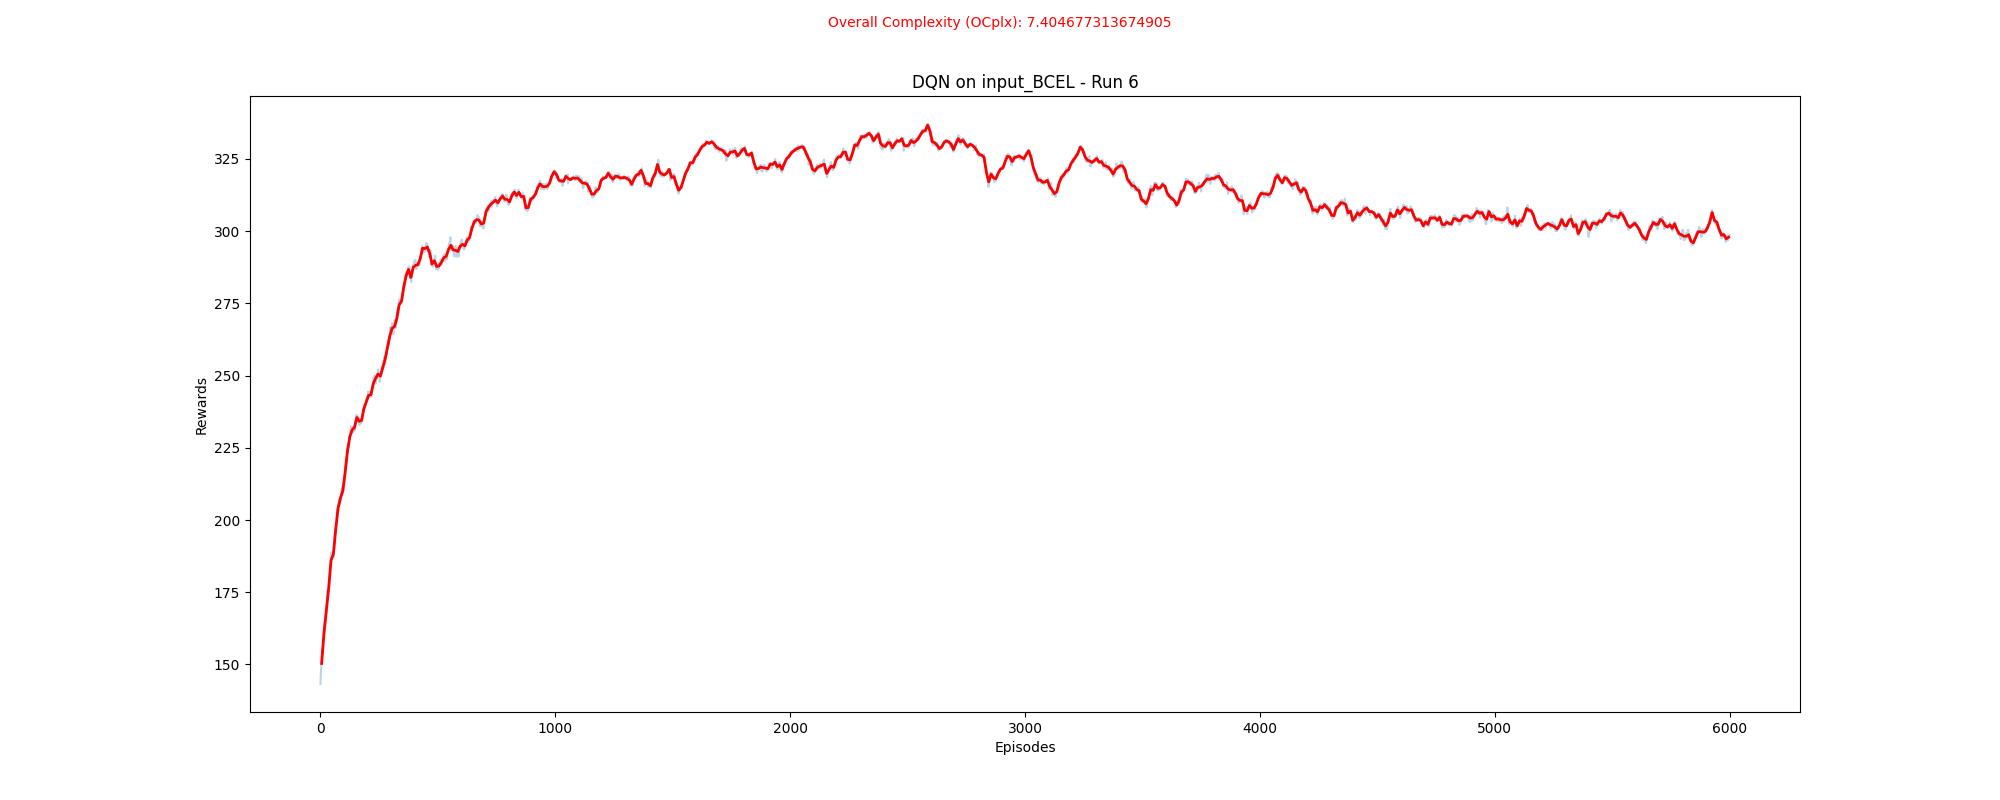 Overall Complexity (OCplx): 7.404677313674905
DQN on input_BCEL - Run 6
Rewards
325
300
275
250
225
200
175
150
0 1000 2000 3000 4000 5000 6000
Episodes